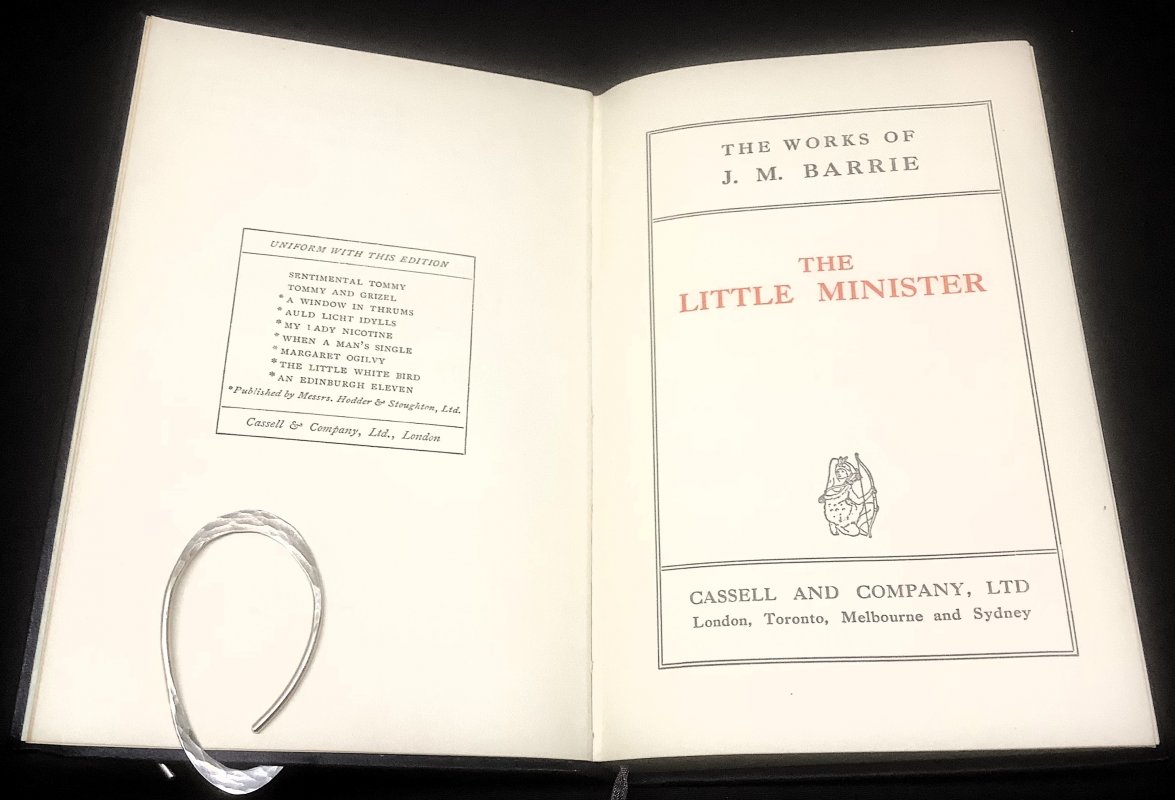 UNIFORM WITH THIS EDITION
SENTIMENTAL TOMMY
TOMMY AND GRIZEL
*A WINDOW IN THRUMS
*AULD LICHT IDYLLS
*MY LADY NICOTINE
*WHEN A MAN'S SINGLE
*MARGARET OGILVY
*THE LITTLE WHITE BIRD
*AN EDINBURGH ELEVEN
*Published by Messrs. Hodder & Stoughton, Ltd.
Cassell & Company, Ltd., London
THE WORKS OF
J. M. BARRIE
THE
LITTLE MINISTER
CASSELL AND COMPANY, LTD
London, Toronto, Melbourne and Sydney